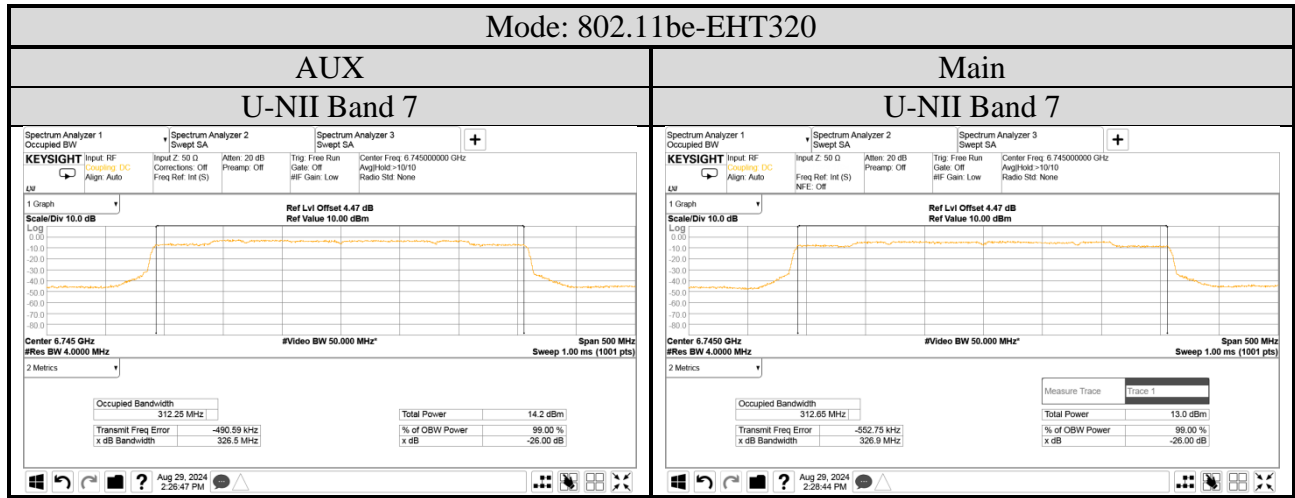 Mode: 802.11be-EHT320
AUX
Main
U-NII Band 7
U-NII Band 7
Spectrum Analyzer 1
Occupied BW
Spectrum Analyzer 2
Swept SA
Spectrum Analyzer 3
Swept SA
+
KEYSIGHT
Input: RF
Coupling: DC
Align: Auto
Input Z: 50 Ω
Corrections: Off
Freq Ref: Int (S)
Atten: 20 dB
Preamp: Off
Trig: Free Run
Gate: Off
#IF Gain: Low
Center Freq: 6.745000000 GHz
Avg|Hold:>10/10
Radio Std: None
LXI
1 Graph
Scale/Div 10.0 dB
Ref Lvl Offset 4.47 dB
Ref Value 10.00 dBm
Log
0.00
-10.0
-20.0
-30.0
-40.0
-50.0
-60.0
-70.0
-80.0
Center 6.745 GHz
#Video BW 50.000 MHz*
Span 500 MHz
#Res BW 4.0000 MHz
Sweep 1.00 ms (1001 pts)
2 Metrics
Occupied Bandwidth
312.25 MHz
Total Power 14.2 dBm
Transmit Freq Error -490.59 kHz
% of OBW Power 99.00 %
x dB Bandwidth 326.5 MHz
x dB -26.00 dB
?
Aug 29, 2024
2:26:47 PM
Spectrum Analyzer 1
Occupied BW
Spectrum Analyzer 2
Swept SA
Spectrum Analyzer 3
Swept SA
+
KEYSIGHT
Input: RF
Coupling: DC
Align: Auto
Input Z: 50 Ω
Freq Ref: Int (S)
NFE: Off
Atten: 20 dB
Preamp: Off
Trig: Free Run
Gate: Off
#IF Gain: Low
Center Freq: 6.745000000 GHz
Avg|Hold:>10/10
Radio Std: None
LXI
1 Graph
Scale/Div 10.0 dB
Ref Lvl Offset 4.47 dB
Ref Value 10.00 dBm
Log
0.00
-10.0
-20.0
-30.0
-40.0
-50.0
-60.0
-70.0
-80.0
Center 6.7450 GHz
#Video BW 50.000 MHz*
Span 500 MHz
#Res BW 4.0000 MHz
Sweep 1.00 ms (1001 pts)
2 Metrics
Measure Trace Trace 1
Occupied Bandwidth
312.65 MHz
Total Power 13.0 dBm
Transmit Freq Error -552.75 kHz
% of OBW Power 99.00 %
x dB Bandwidth 326.9 MHz
x dB -26.00 dB
?
Aug 29, 2024
2:28:44 PM